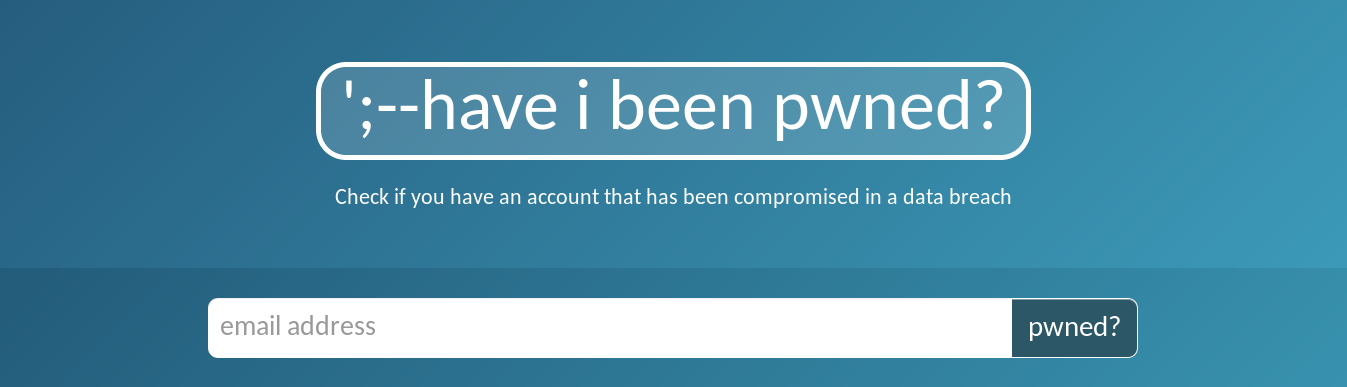 ';--have i been pwned?
Check if you have an account that has been compromised in a data breach
email address
pwned?